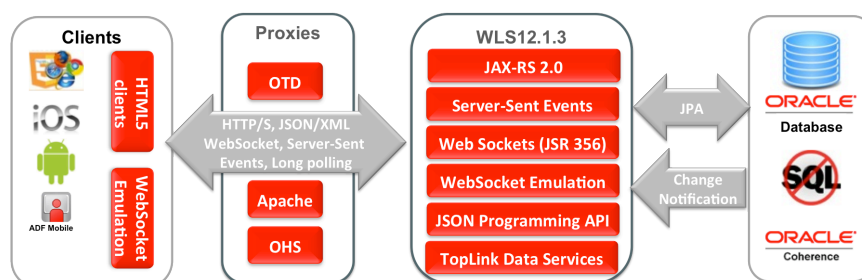 Clients
HTML5
clients
iOS
WebSocket
Emulation
ADF Mobile
Proxies
OTD
HTTP/S, JSON/XML
WebSocket, Server-Sent
Events, Long polling
Apache
OHS
WLS12.1.3
JAX-RS 2.0
Server-Sent Events
Web Sockets (JSR 356)
WebSocket Emulation
JSON Programming API
TopLink Data Services
JPA
Change
Notification
ORACLE
Database
SQL
ORACLE
Coherence